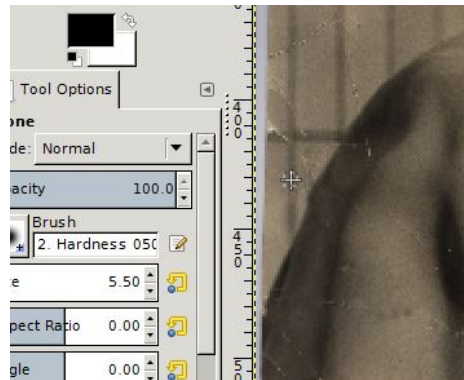 Tool Options
one
de: Normal
pacity 100.0
Brush
2. Hardness 050
e 5.50
pect Ratio 0.00
gle 0.00
400
450
5